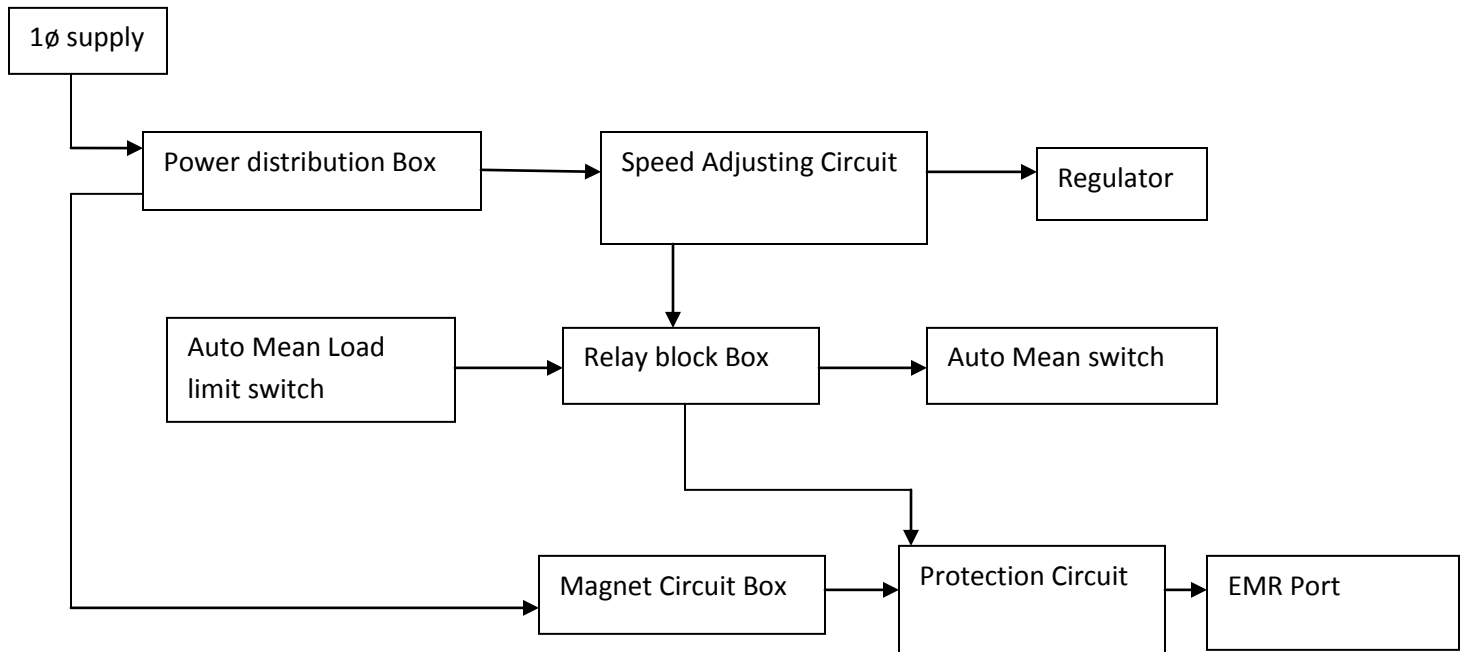 1ø supply
Power distribution Box
Speed Adjusting Circuit
Regulator
Auto Mean Load
limit switch
Relay block Box
Auto Mean switch
Magnet Circuit Box
Protection Circuit
EMR Port